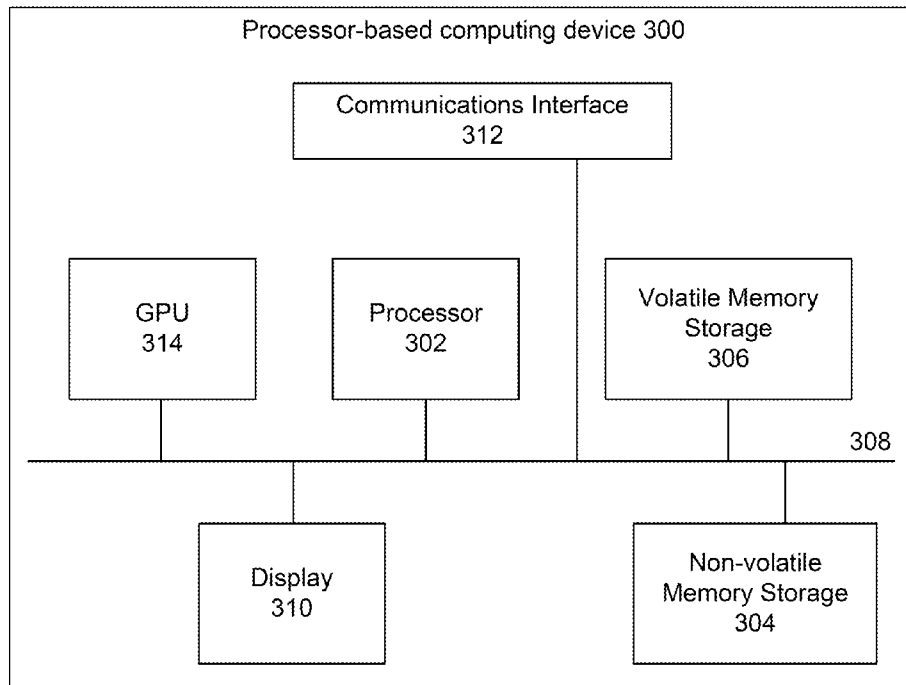 Processor-based computing device 300
Communications Interface
312
GPU
314
Processor
302
Volatile Memory
Storage
306
308
Display
310
Non-volatile
Memory Storage
304